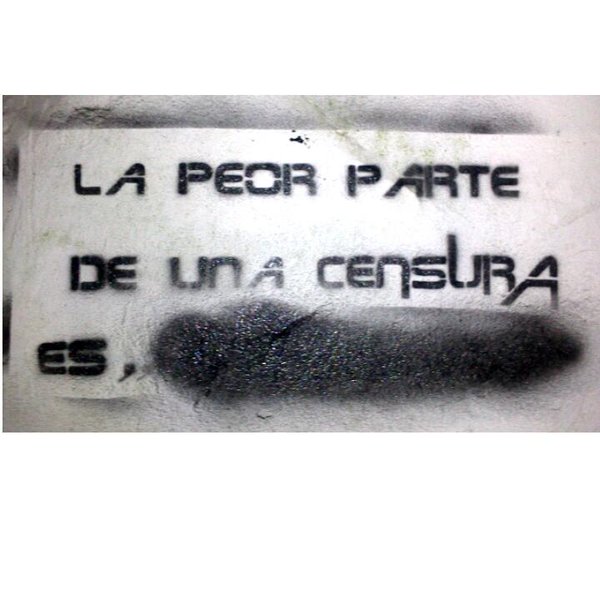 LA PEOR PARTE
DE UNA CENSURA
ES,